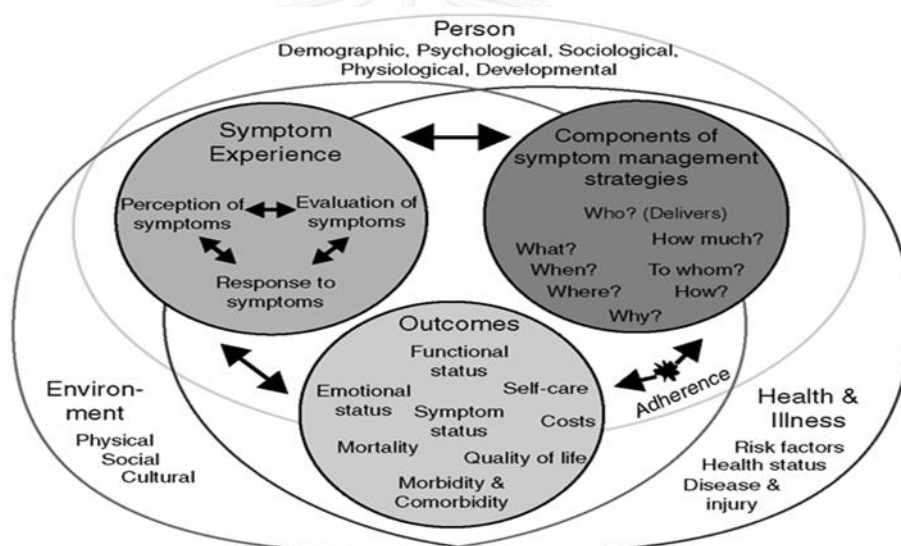 Person
Demographic, Psychological, Sociological,
Physiological, Developmental
Symptom
Experience
Perception of
symptoms
Evaluation of
symptoms
Response to
symptoms
Components of
symptom management
strategies
Who? (Delivers)
What?
How much?
When?
To whom?
Where?
How?
Why?
Outcomes
Functional
status
Emotional
status
Self-care
Symptom
status
Costs
Mortality
Quality of life
Morbidity &
Comorbidity
Adherence
Environ-
ment
Physical
Social
Cultural
Health &
Illness
Risk factors
Health status
Disease &
injury